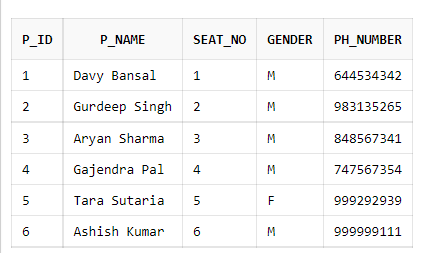 P_ID P_NAME SEAT_NO GENDER PH_NUMBER
1 Davy Bansal 1 M 644534342
2 Gurdeep Singh 2 M 983135265
3 Aryan Sharma 3 M 848567341
4 Gajendra Pal 4 M 747567354
5 Tara Sutaria 5 F 999292939
6 Ashish Kumar 6 M 999999111